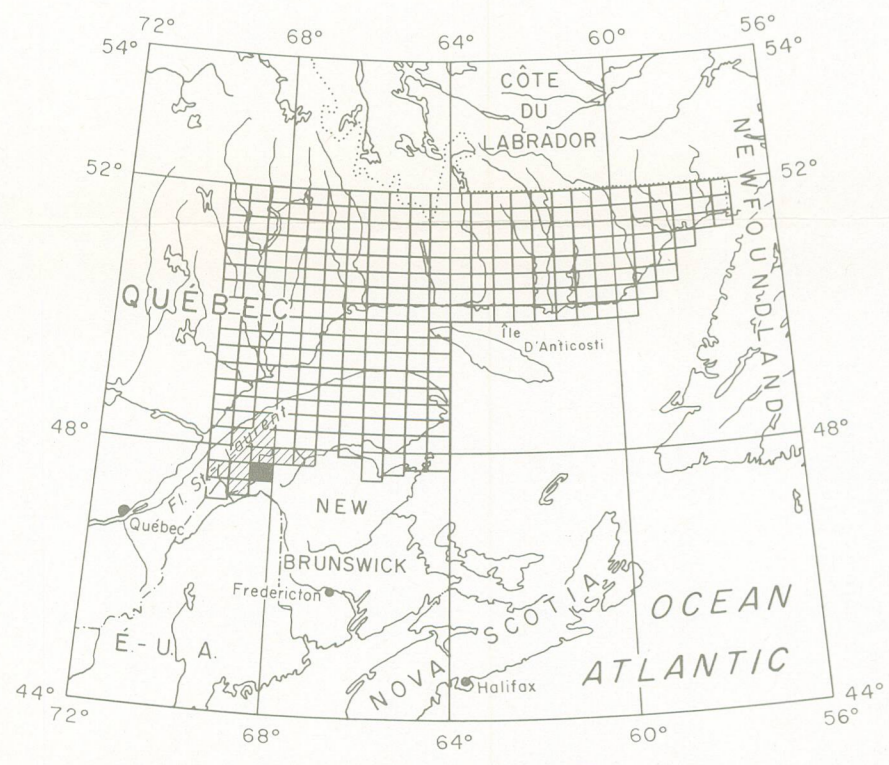 72°
68°
64°
60°
56°
54°
54°
CÔTE
DU
LABRADOR
NEWFOUNDLAND
52°
52°
QUÉBEC
Île
D'Anticosti
48°
48°
Fl. St. Laurent
Québec
NEW
BRUNSWICK
Fredericton
É.-U. A.
NOVA SCOTIA
Halifax
OCEAN
ATLANTIC
44°
44°
72°
68°
64°
60°
56°